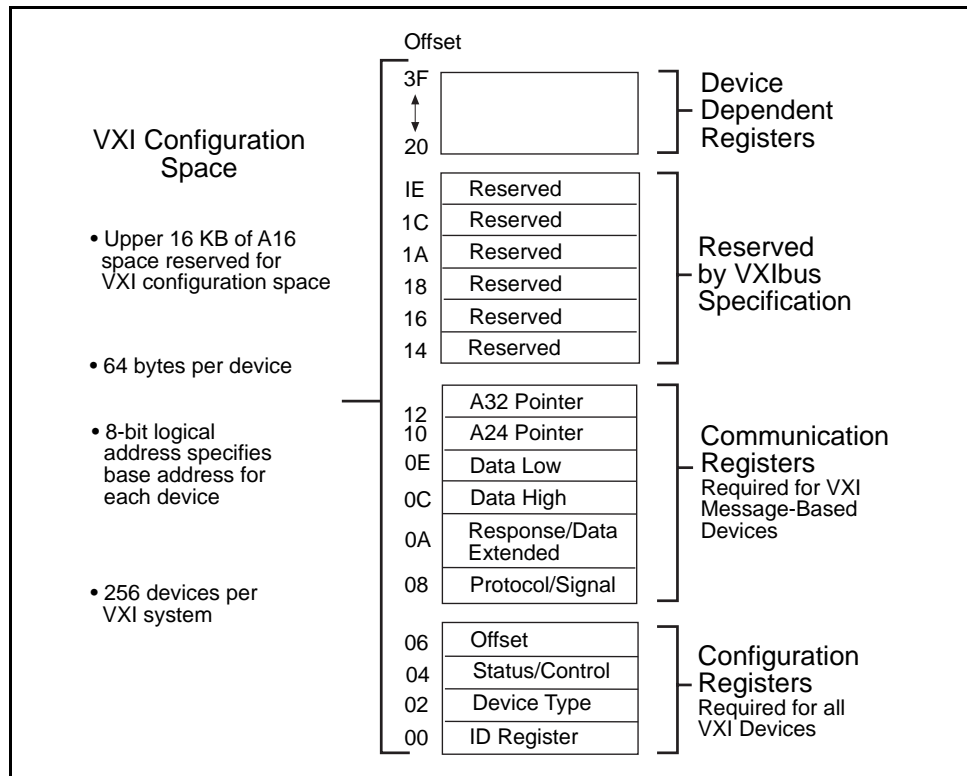 Offset
3F
20
Device
Dependent
Registers
VXI Configuration
Space
• Upper 16 KB of A16
space reserved for
VXI configuration space
• 64 bytes per device
• 8-bit logical
address specifies
base address for
each device
• 256 devices per
VXI system
IE Reserved
1C Reserved
1A Reserved
18 Reserved
16 Reserved
14 Reserved
Reserved
by VXIbus
Specification
12 A32 Pointer
10 A24 Pointer
0E Data Low
0C Data High
0A Response/Data
Extended
08 Protocol/Signal
Communication
Registers
Required for VXI
Message-Based
Devices
06 Offset
04 Status/Control
02 Device Type
00 ID Register
Configuration
Registers
Required for all
VXI Devices